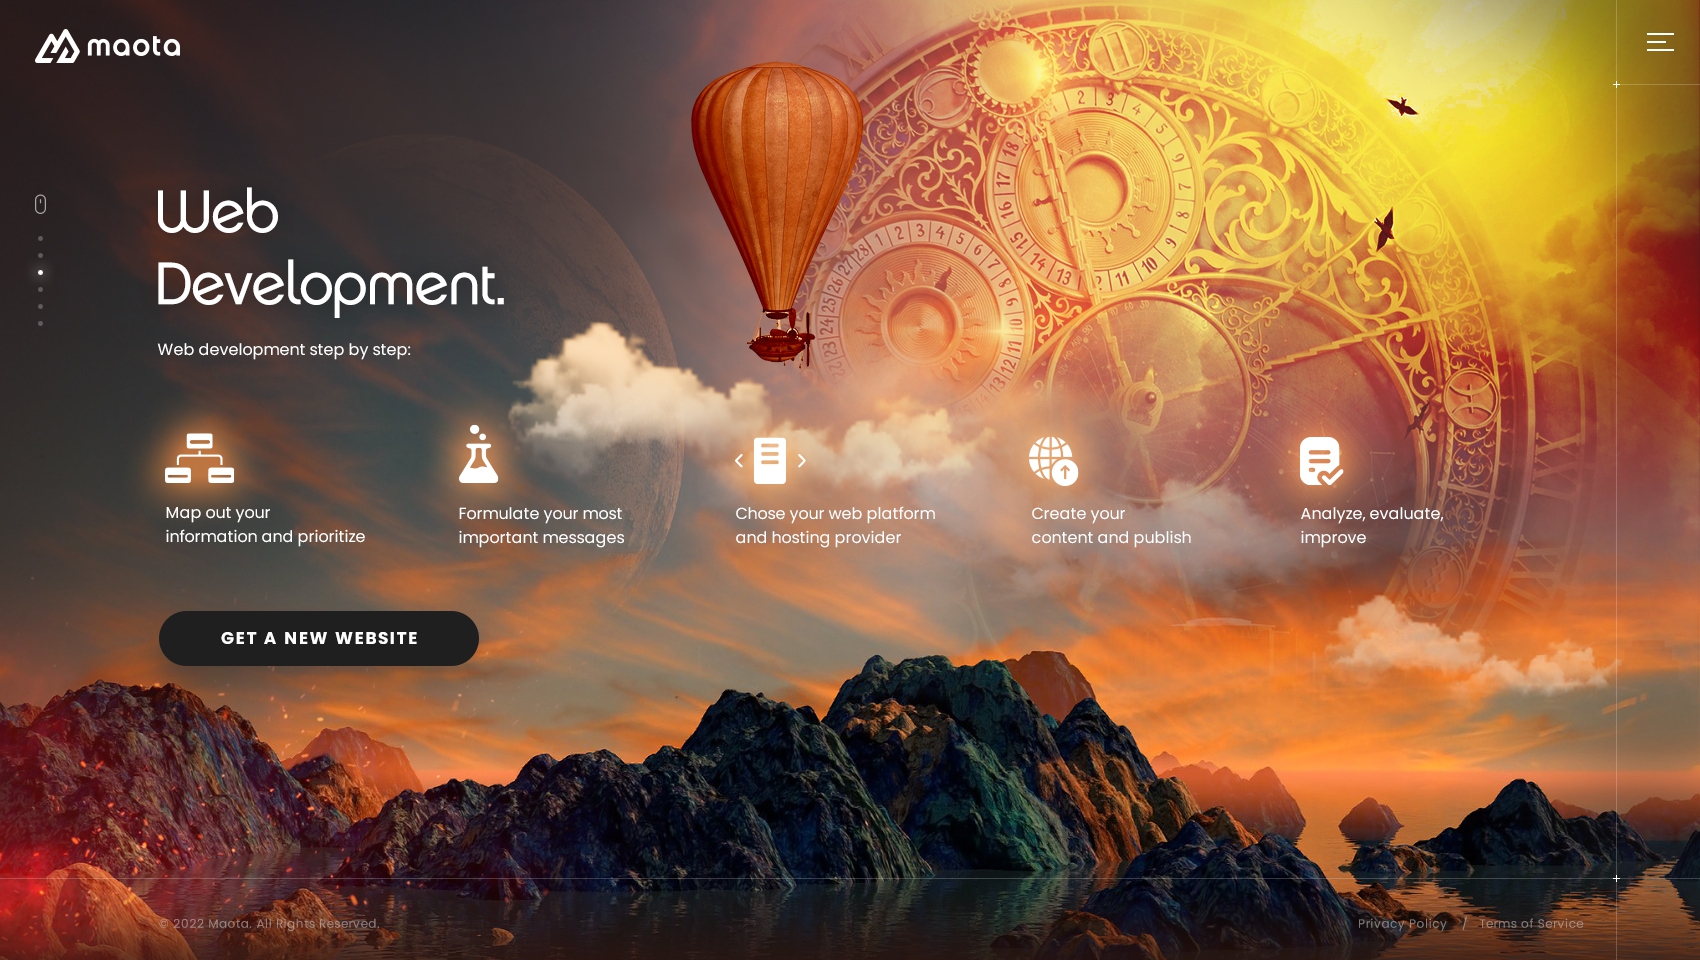 maota
Web
Development.
Web development step by step:
Map out your
information and prioritize
Formulate your most
important messages
Chose your web platform
and hosting provider
Create your
content and publish
Analyze, evaluate,
improve
GET A NEW WEBSITE
© 2022 Maota. All Rights Reserved.
Privacy Policy / Terms of Service